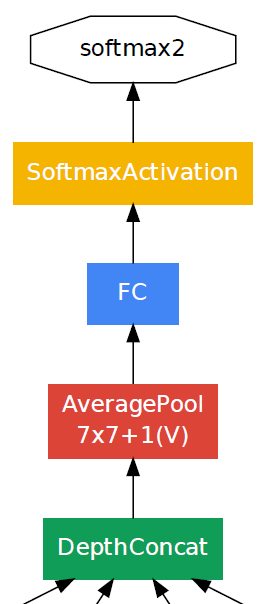 softmax2
SoftmaxActivation
FC
AveragePool
7x7+1(V)
DepthConcat